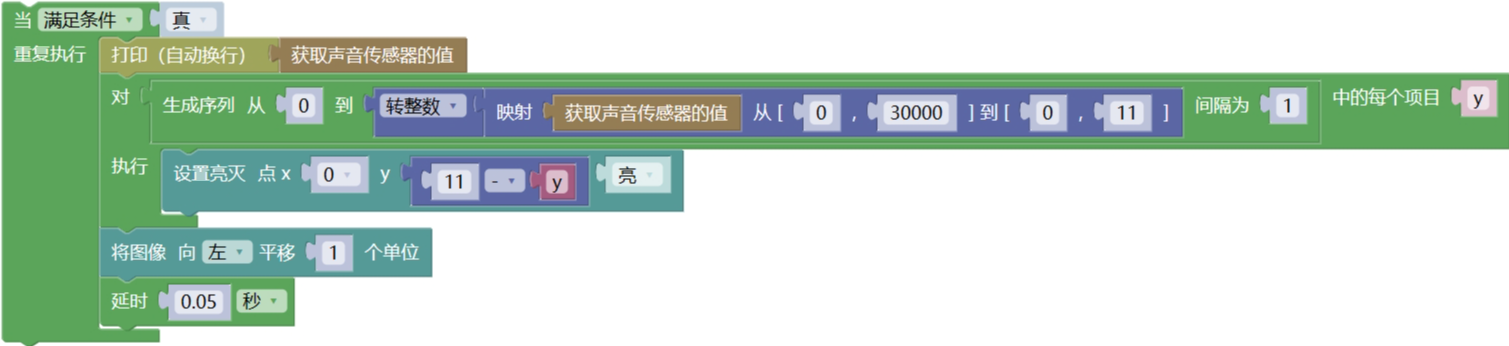 当 满足条件 真
重复执行 打印（自动换行） 获取声音传感器的值
对 生成序列 从 0 到 转整数 映射 获取声音传感器的值 从 [ 0 , 30000 ] 到 [ 0 , 11 ] 间隔为 1 中的每个项目 y
执行 设置亮灭 点 x 0 y 11 - y 亮
将图像 向 左 平移 1 个单位
延时 0.05 秒